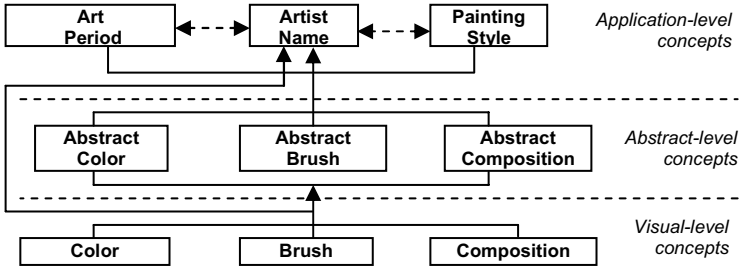 Art
Period
Artist
Name
Painting
Style
Application-level
concepts
Abstract
Color
Abstract
Brush
Abstract
Composition
Abstract-level
concepts
Color
Brush
Composition
Visual-level
concepts